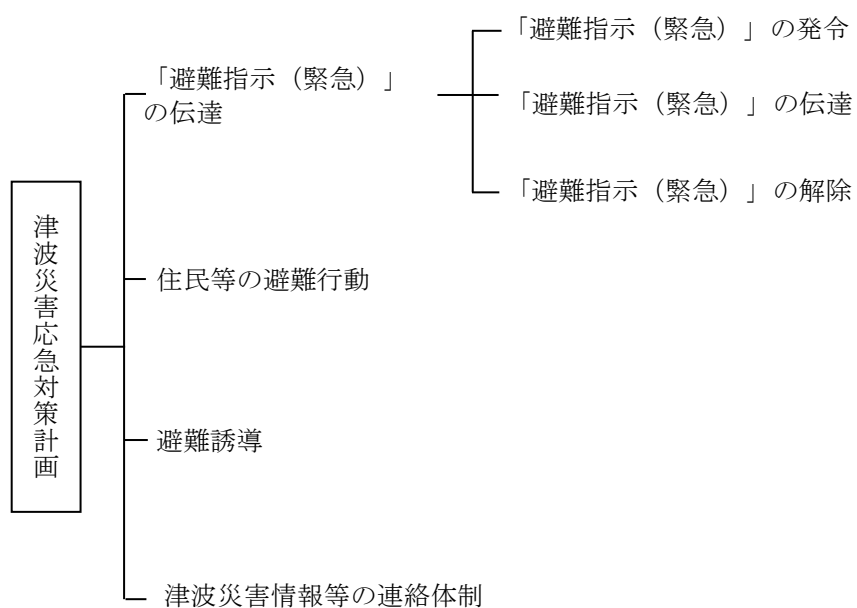 津波災害応急対策計画
「避難指示（緊急）」
の伝達
「避難指示（緊急）」の発令
「避難指示（緊急）」の伝達
「避難指示（緊急）」の解除
住民等の避難行動
避難誘導
津波災害情報等の連絡体制